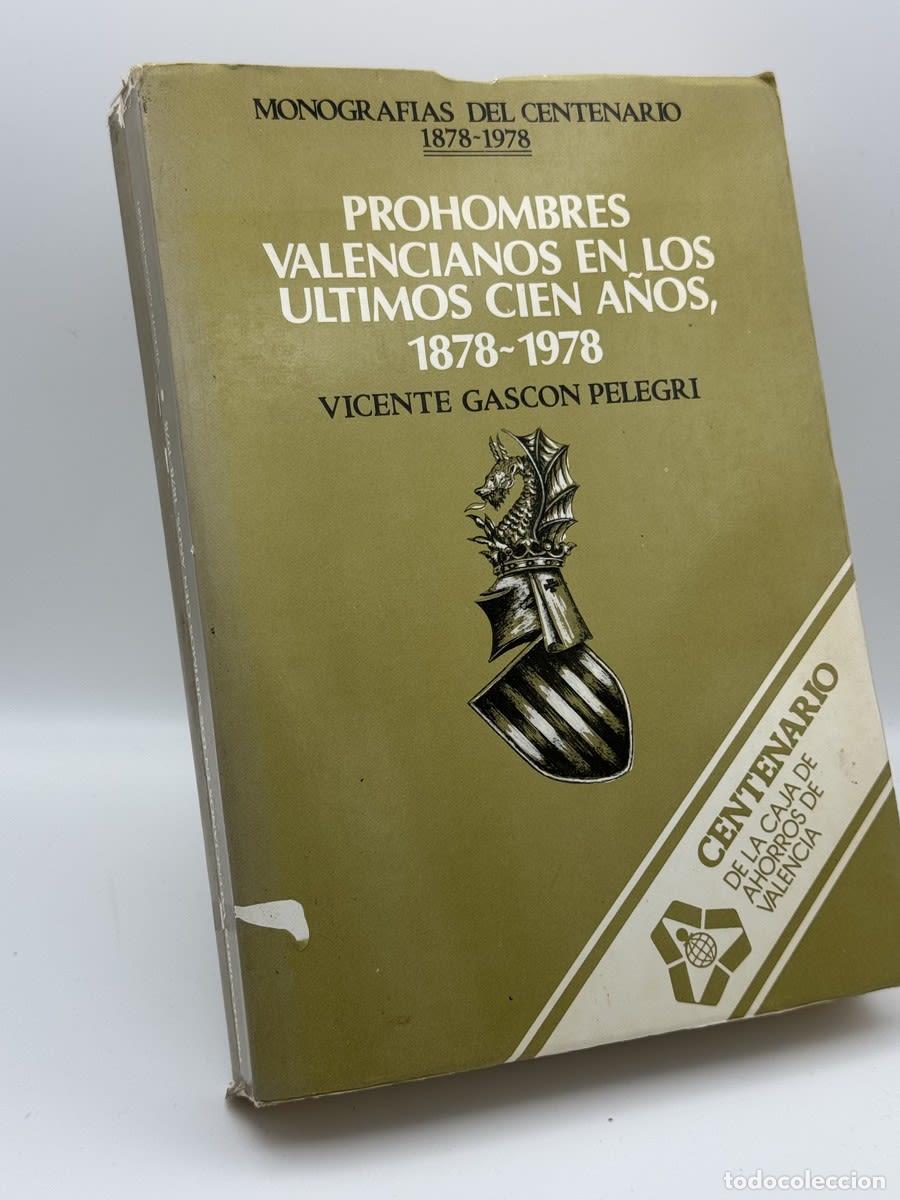 MONOGRAFIAS DEL CENTENARIO
1878-1978
PROHOMBRES
VALENCIANOS EN LOS
ULTIMOS CIEN AÑOS,
1878-1978
VICENTE GASCON PELEGRI
CENTENARIO
DE LA CAJA DE
AHORROS DE
VALENCIA
todocoleccion